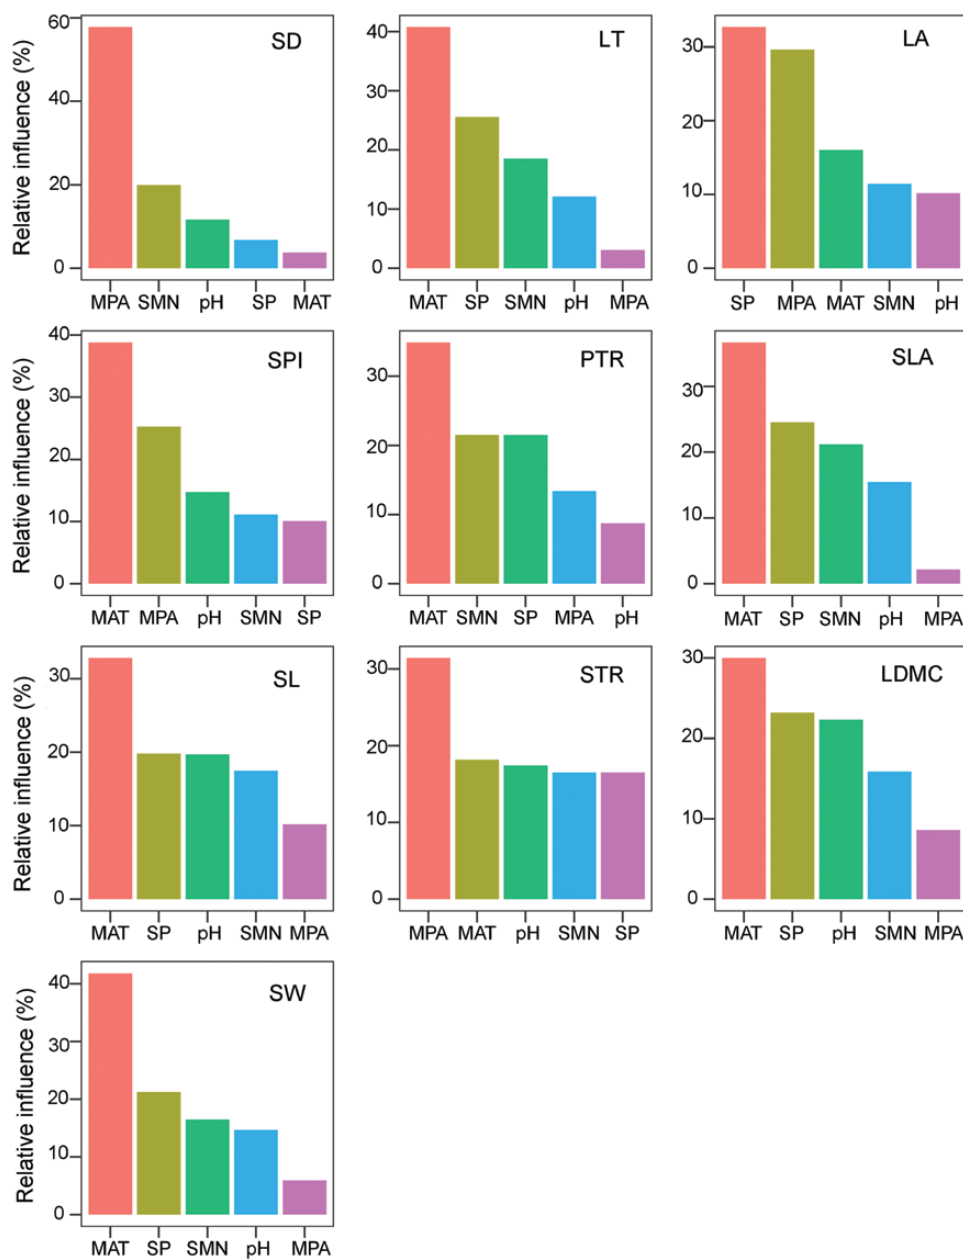 SD
Relative influence (%)
60
40
20
0
MPA SMN pH SP MAT
LT
40
30
20
10
0
MAT SP SMN pH MPA
LA
30
20
10
0
SP MPA MAT SMN pH
SPI
Relative influence (%)
40
30
20
10
0
MAT MPA pH SMN SP
PTR
30
20
10
0
MAT SMN SP MPA pH
SLA
30
20
10
0
MAT SP SMN pH MPA
SL
Relative influence (%)
30
20
10
0
MAT SP pH SMN MPA
STR
30
20
10
0
MPA MAT pH SMN SP
LDMC
30
20
10
0
MAT SP pH SMN MPA
SW
Relative influence (%)
40
30
20
10
0
MAT SP SMN pH MPA